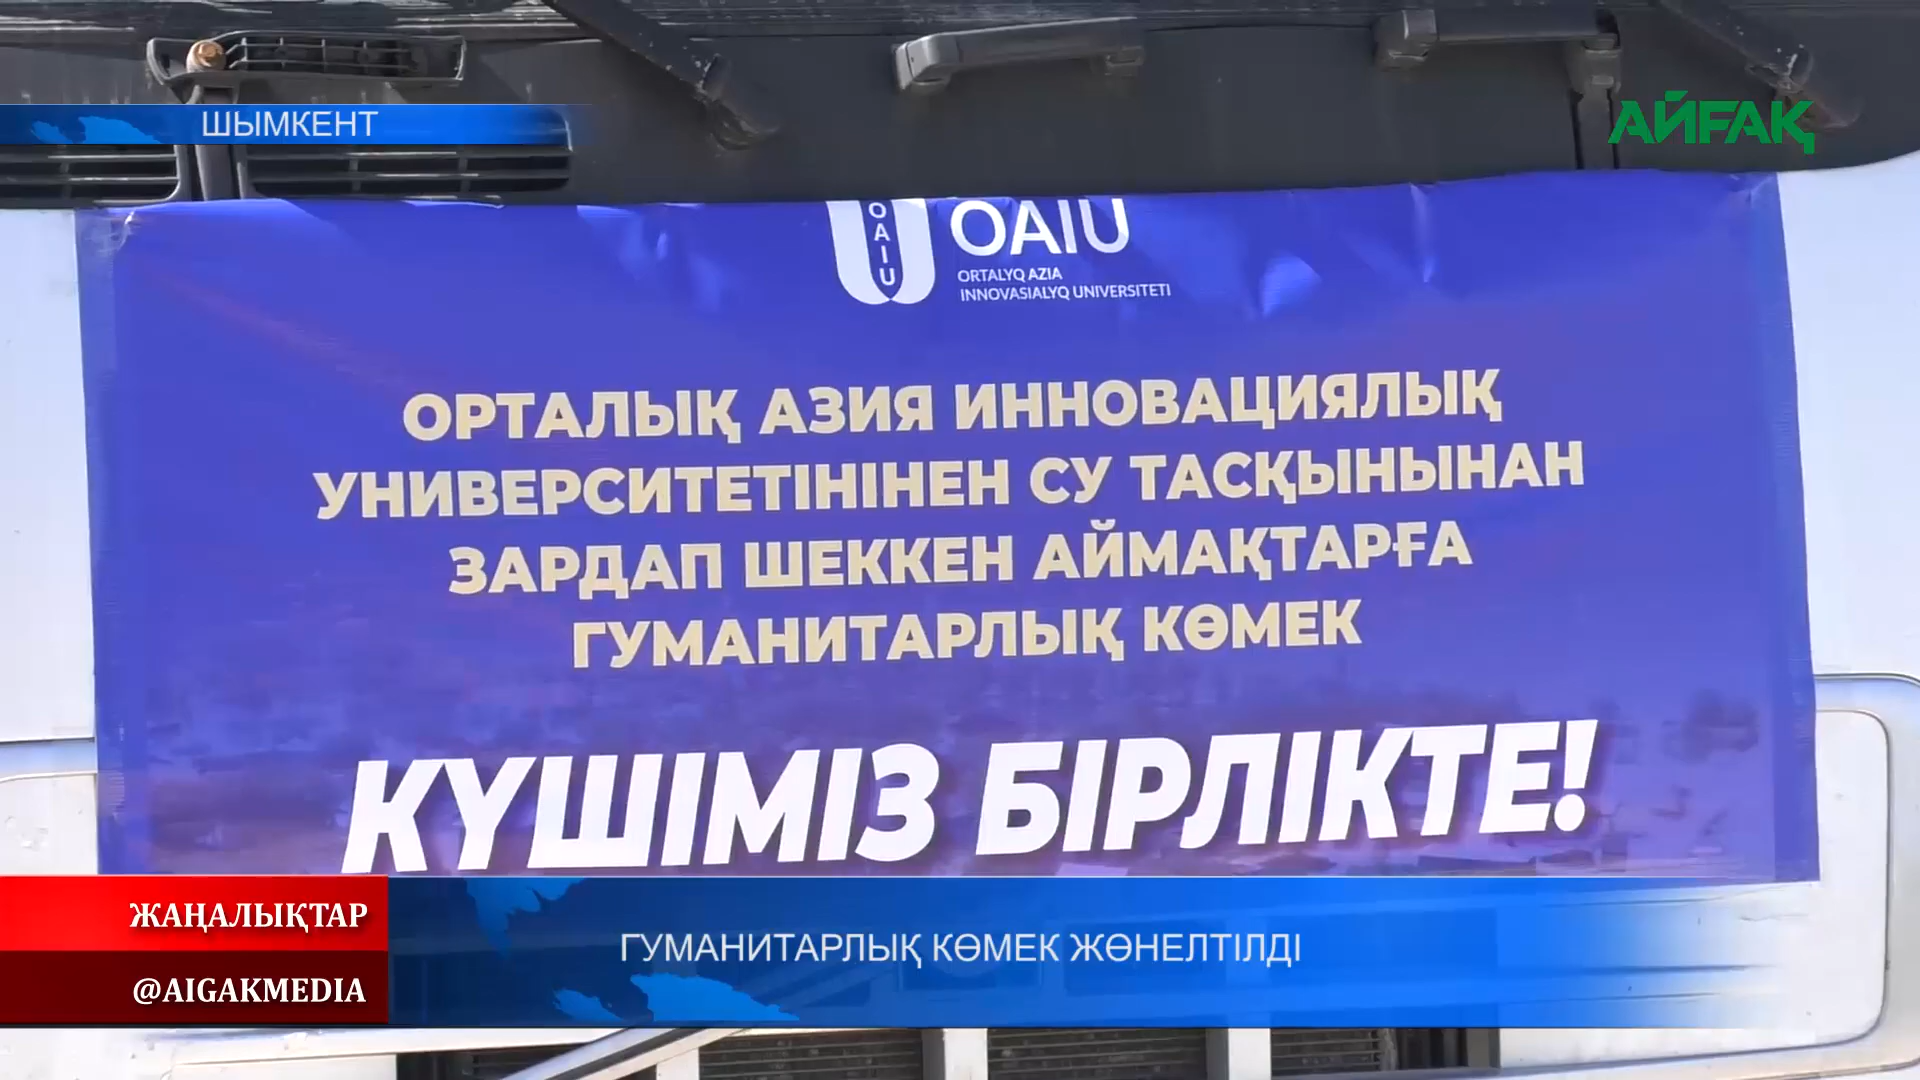 ШЫМКЕНТ
АЙҒАҚ
OAIU
OAIU
ORTALYQ AZIA
INNOVASIALYQ UNIVERSITETI
ОРТАЛЫҚ АЗИЯ ИННОВАЦИЯЛЫҚ
УНИВЕРСИТЕТІНІНЕН СУ ТАСҚЫНЫНАН
ЗАРДАП ШЕККЕН АЙМАҚТАРҒА
ГУМАНИТАРЛЫҚ КӨМЕК
КҮШІМІЗ БІРЛІКТЕ!
ЖАҢАЛЫҚТАР
@AIGAKMEDIA
ГУМАНИТАРЛЫҚ КӨМЕК ЖӨНЕЛТІЛДІ